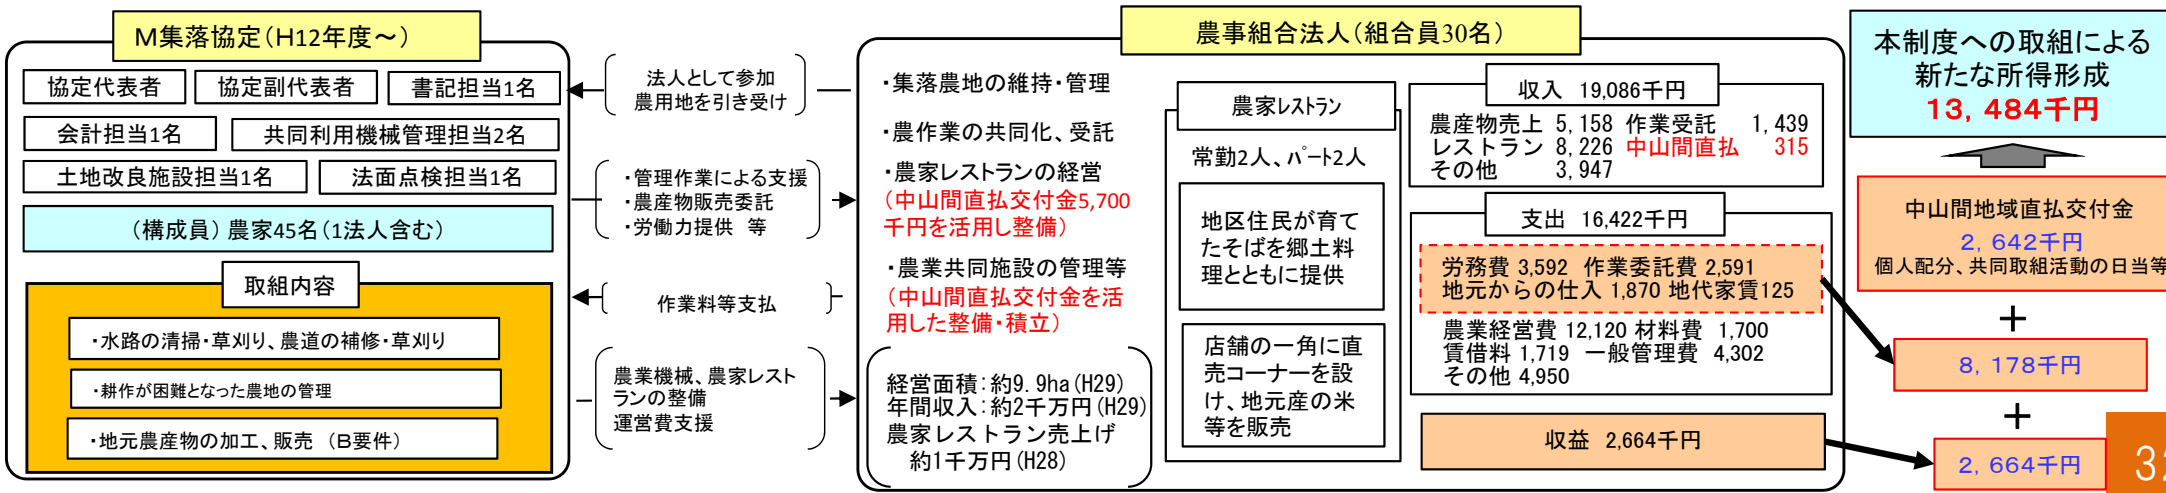 M集落協定(H12年度～)
協定代表者
協定副代表者
書記担当1名
会計担当1名
共同利用機械管理担当2名
土地改良施設担当1名
法面点検担当1名
(構成員) 農家45名(1法人含む)
取組内容
・水路の清掃・草刈り、農道の補修・草刈り
・耕作が困難となった農地の管理
・地元農産物の加工、販売 (B要件)
法人として参加
農用地を引き受け
・管理作業による支援
・農産物販売委託
・労働力提供 等
作業料等支払
農業機械、農家レスト
ランの整備
運営費支援
農事組合法人(組合員30名)
・集落農地の維持・管理
・農作業の共同化、受託
・農家レストランの経営
(中山間直払交付金5,700
千円を活用し整備)
・農業共同施設の管理等
(中山間直払交付金を活
用した整備・積立)
経営面積：約9.9ha(H29)
年間収入：約2千万円(H29)
農家レストラン売上げ
約1千万円(H28)
農家レストラン
常勤2人、パート2人
地区住民が育て
たそばを郷土料
理とともに提供
店舗の一角に直
売コーナーを設
け、地元産の米
等を販売
収入 19,086千円
農産物売上 5,158 作業受託 1,439
レストラン 8,226 中山間直払 315
その他 3,947
支出 16,422千円
労務費 3,592 作業委託費 2,591
地元からの仕入 1,870 地代家賃125
農業経営費 12,120 材料費 1,700
賃借料 1,719 一般管理費 4,302
その他 4,950
収益 2,664千円
本制度への取組による
新たな所得形成
13,484千円
中山間地域直払交付金
2,642千円
個人配分、共同取組活動の日当等
+
8,178千円
+
2,664千円
32